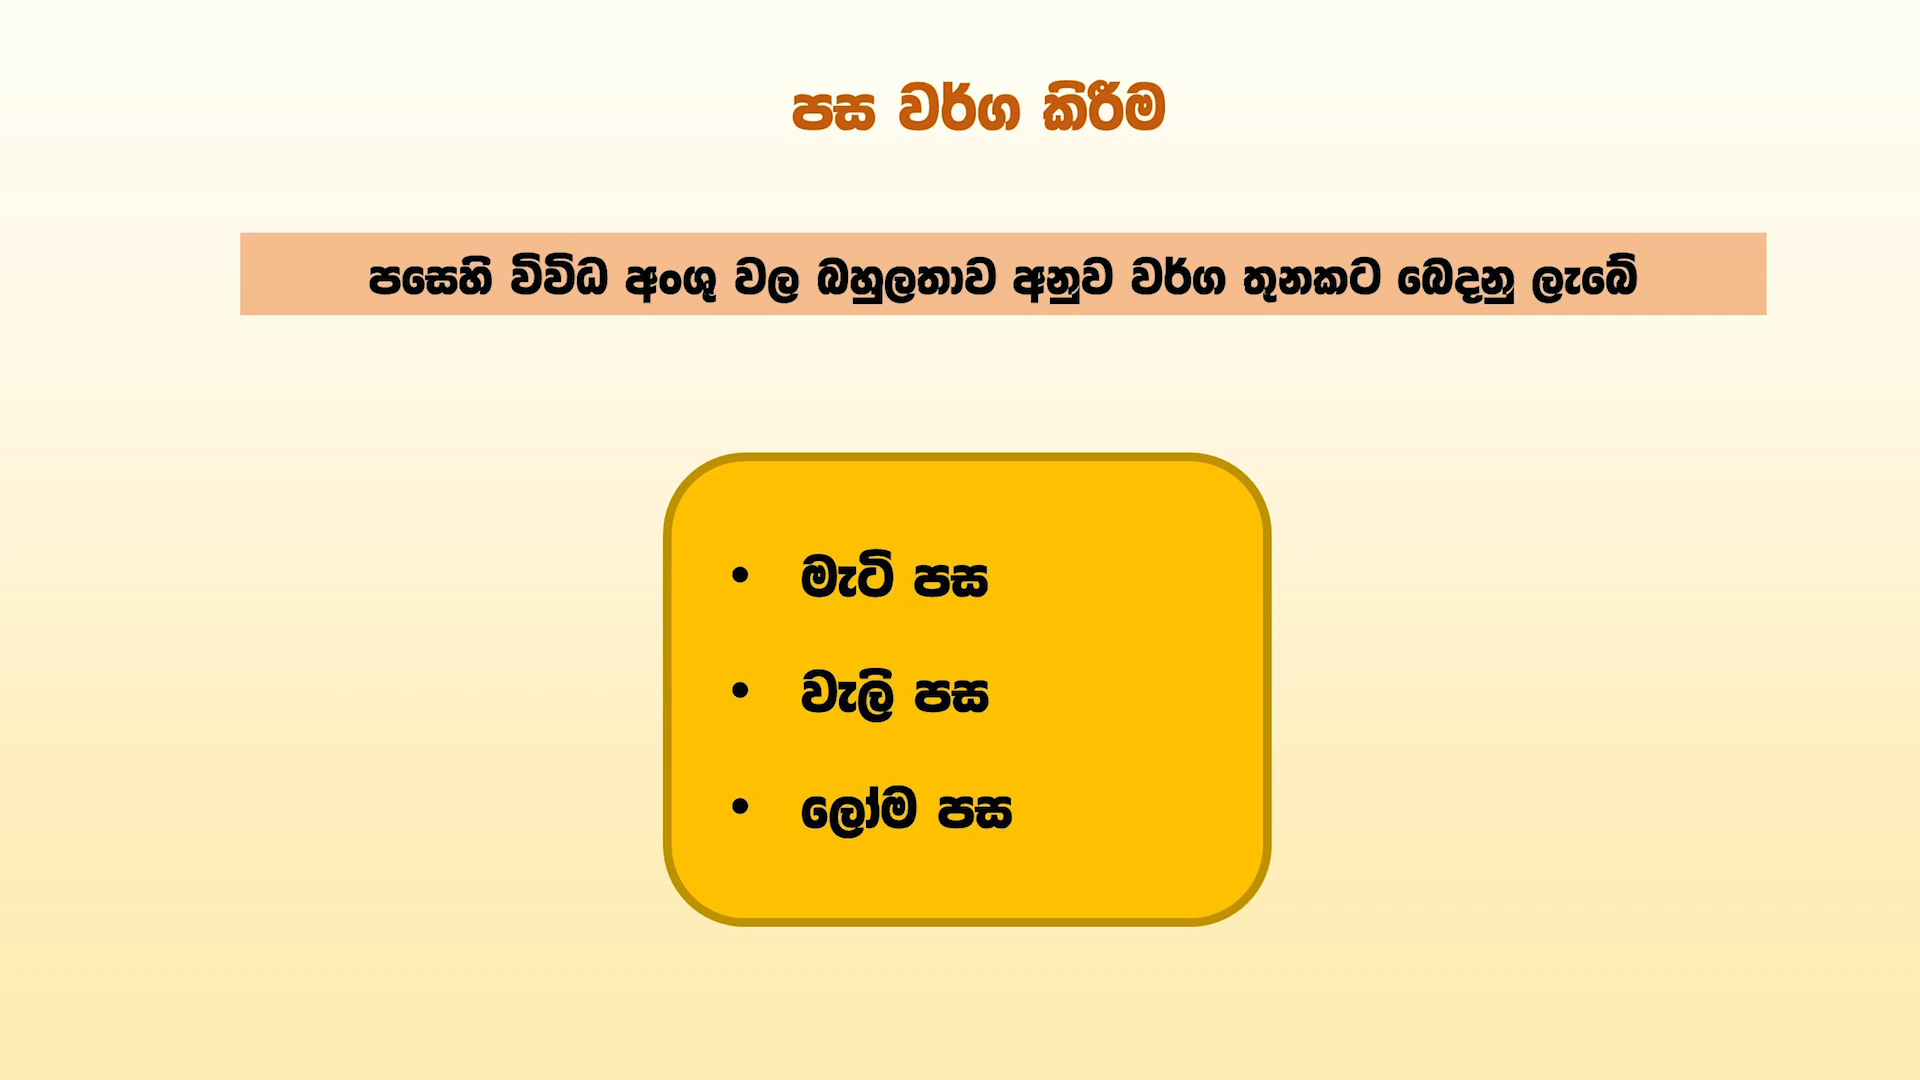 පස වර්ග කිරීම
පසෙහි විවිධ අංශු වල බහුලතාව අනුව වර්ග තුනකට බෙදනු ලැබේ
• මැටි පස
• වැලි පස
• ලෝම පස